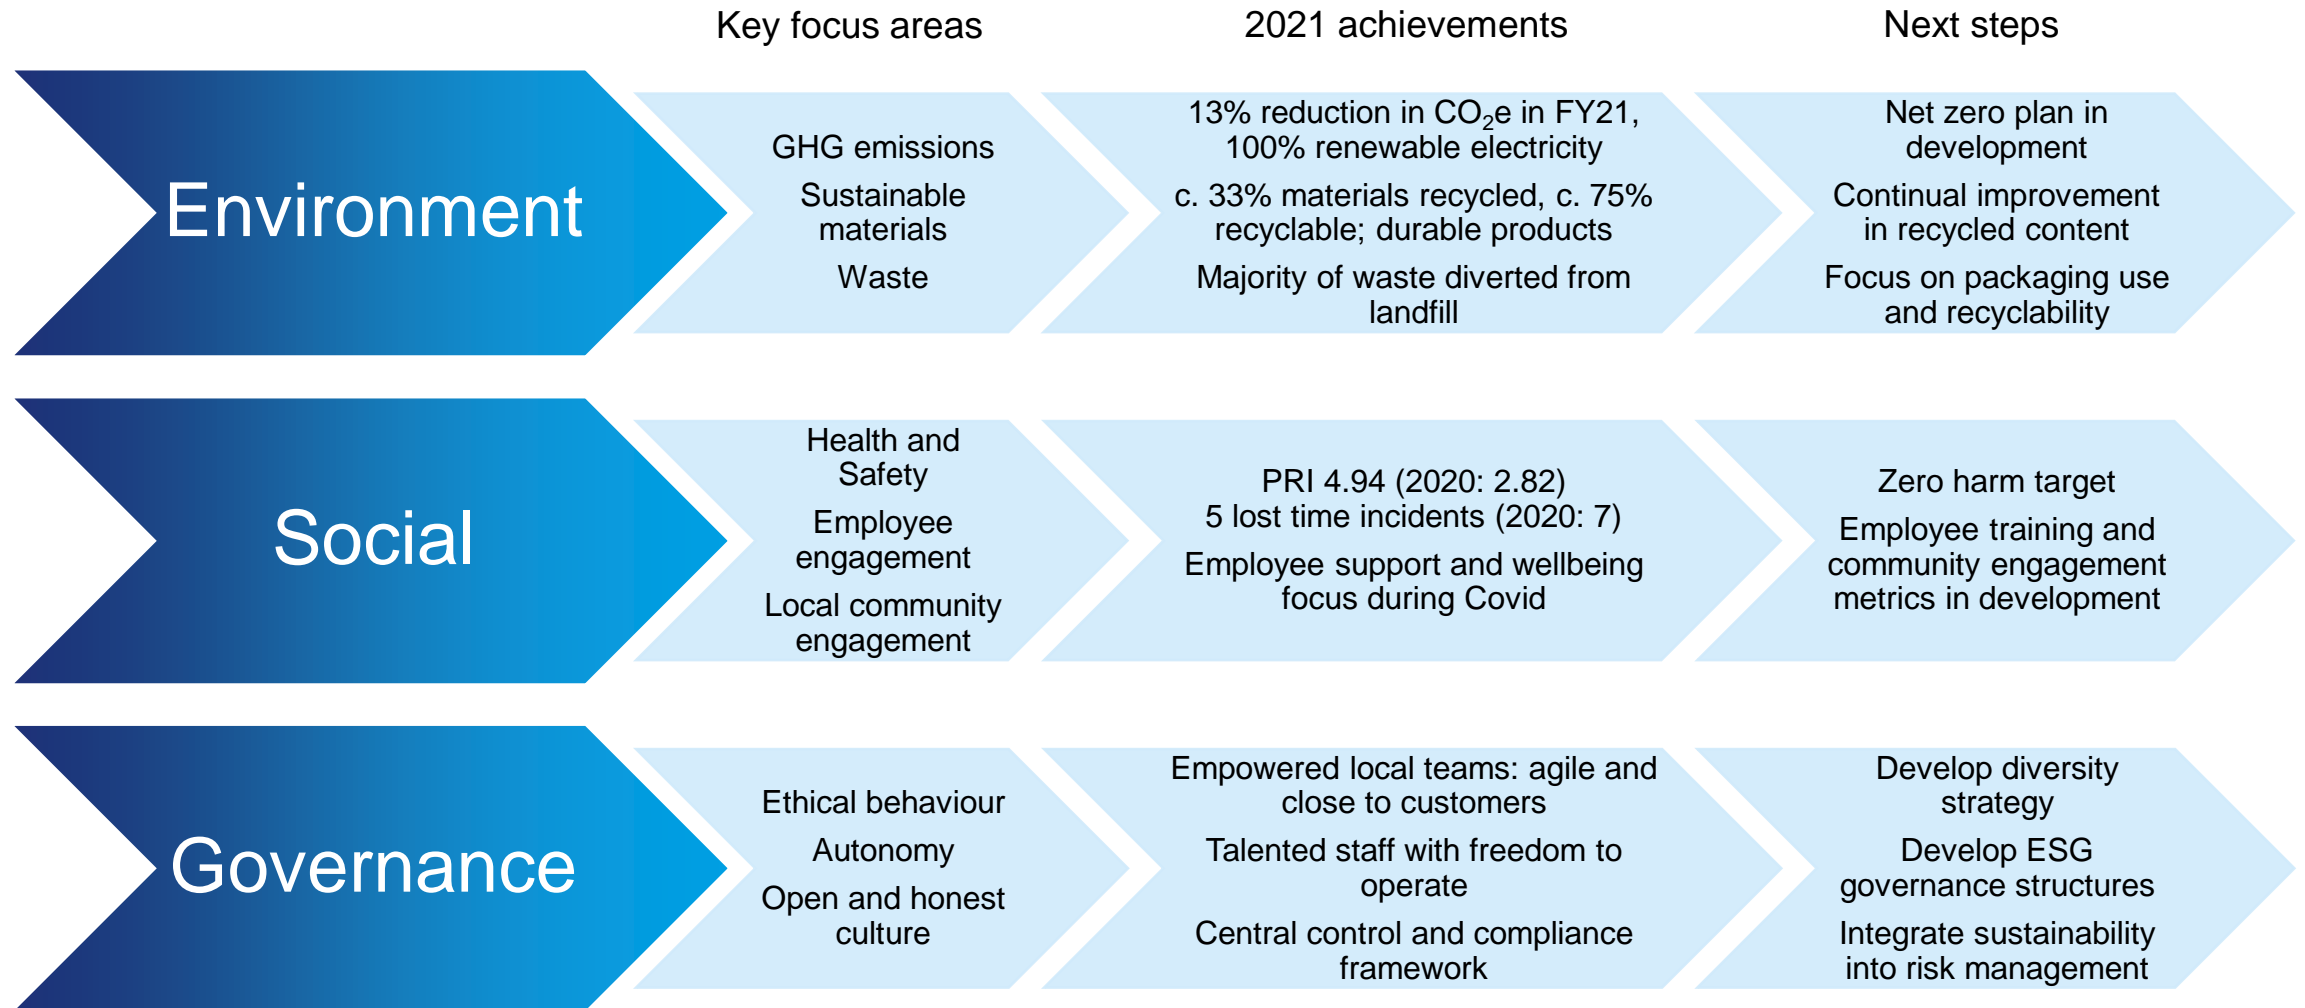 Key focus areas
2021 achievements
Next steps
Environment
GHG emissions
Sustainable
materials
Waste
13% reduction in CO₂e in FY21,
100% renewable electricity
c. 33% materials recycled, c. 75%
recyclable; durable products
Majority of waste diverted from
landfill
Net zero plan in
development
Continual improvement
in recycled content
Focus on packaging use
and recyclability
Social
Health and
Safety
Employee
engagement
Local community
engagement
PRI 4.94 (2020: 2.82)
5 lost time incidents (2020: 7)
Employee support and wellbeing
focus during Covid
Zero harm target
Employee training and
community engagement
metrics in development
Governance
Ethical behaviour
Autonomy
Open and honest
culture
Empowered local teams: agile and
close to customers
Talented staff with freedom to
operate
Central control and compliance
framework
Develop diversity
strategy
Develop ESG
governance structures
Integrate sustainability
into risk management